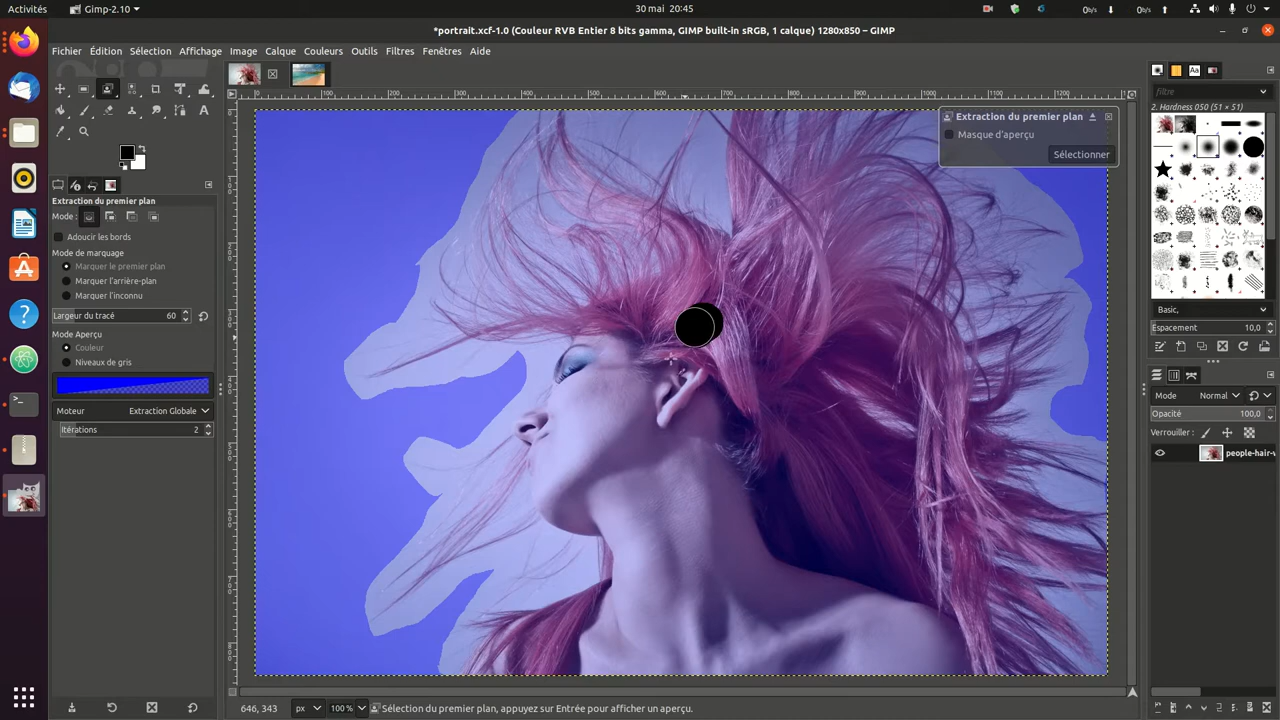 Activités
Gimp-2.10
30 mai 20:45
0b/s
0b/s
*portrait.xcf-1.0 (Couleur RVB Entier 8 bits gamma, GIMP built-in sRGB, 1 calque) 1280x850 – GIMP
Fichier Édition Sélection Affichage Image Calque Couleurs Outils Filtres Fenêtres Aide
Extraction du premier plan
Mode :
Adoucir les bords
Mode de marquage
Marquer le premier plan
Marquer l'arrière-plan
Marquer l'inconnu
Largeur du tracé 60
Mode Aperçu
Couleur
Niveaux de gris
Moteur Extraction Globale
Itérations 2
Extraction du premier plan
Masque d'aperçu
Sélectionner
filtre
2. Hardness 050 (51 × 51)
Basic,
Espacement 10,0
Mode Normal
Opacité 100,0
Verrouiller :
people-hair-
646, 343 px 100 % Sélection du premier plan, appuyez sur Entrée pour afficher un aperçu.